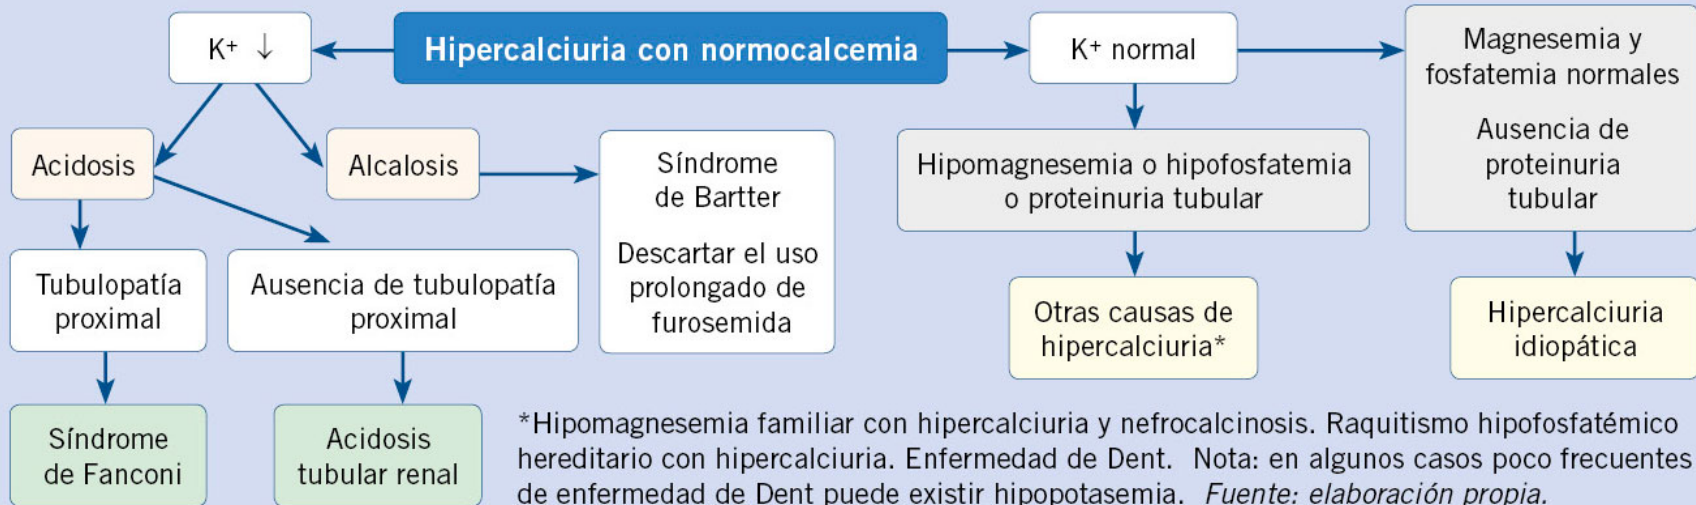 K⁺ ↓
Hipercalciuria con normocalcemia
K⁺ normal
Magnesemia y
fosfatemia normales
Ausencia de
proteinuria
tubular
Acidosis
Alcalosis
Síndrome
de Bartter
Descartar el uso
prolongado de
furosemida
Hipomagnesemia o hipofosfatemia
o proteinuria tubular
Tubulopatía
proximal
Ausencia de tubulopatía
proximal
Otras causas de
hipercalciuria*
Hipercalciuria
idiopática
Síndrome
de Fanconi
Acidosis
tubular renal
*Hipomagnesemia familiar con hipercalciuria y nefrocalcinosis. Raquitismo hipofosfatémico
hereditario con hipercalciuria. Enfermedad de Dent. Nota: en algunos casos poco frecuentes
de enfermedad de Dent puede existir hipopotasemia. Fuente: elaboración propia.